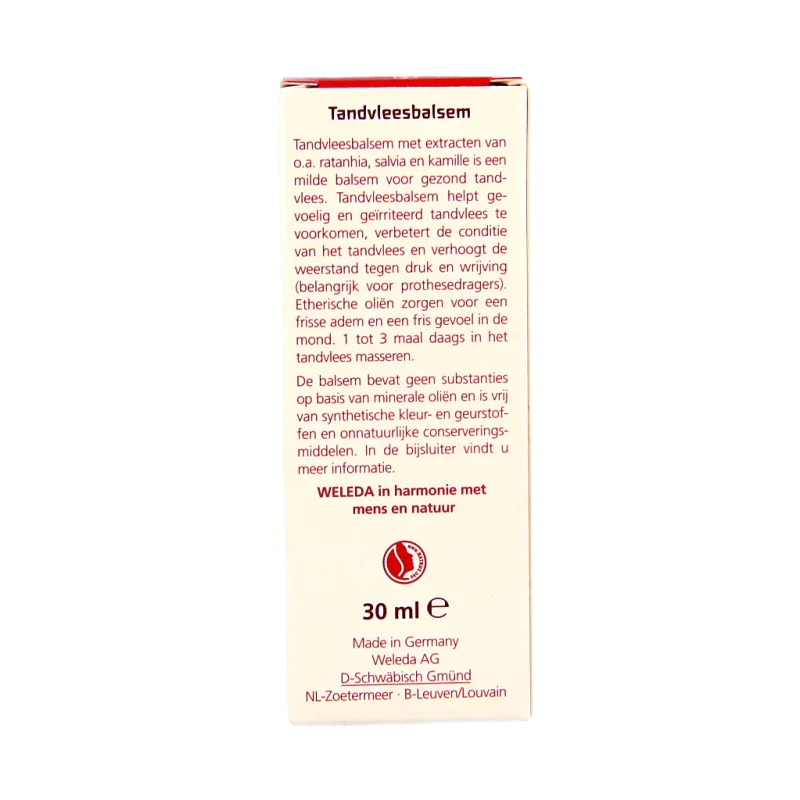 Tandvleesbalsem
Tandvleesbalsem met extracten van
o.a. ratanhia, salvia en kamille is een
milde balsem voor gezond tand-
vlees. Tandvleesbalsem helpt ge-
voelig en geïrriteerd tandvlees te
voorkomen, verbetert de conditie
van het tandvlees en verhoogt de
weerstand tegen druk en wrijving
(belangrijk voor prothesedragers).
Etherische oliën zorgen voor een
frisse adem en een fris gevoel in de
mond. 1 tot 3 maal daags in het
tandvlees masseren.
De balsem bevat geen substanties
op basis van minerale oliën en is vrij
van synthetische kleur- en geurstof-
fen en onnatuurlijke conserverings-
middelen. In de bijsluiter vindt u
meer informatie.
WELEDA in harmonie met
mens en natuur
WWW.NATRUE.ORG
30 ml ℮
Made in Germany
Weleda AG
D-Schwäbisch Gmünd
NL-Zoetermeer · B-Leuven/Louvain